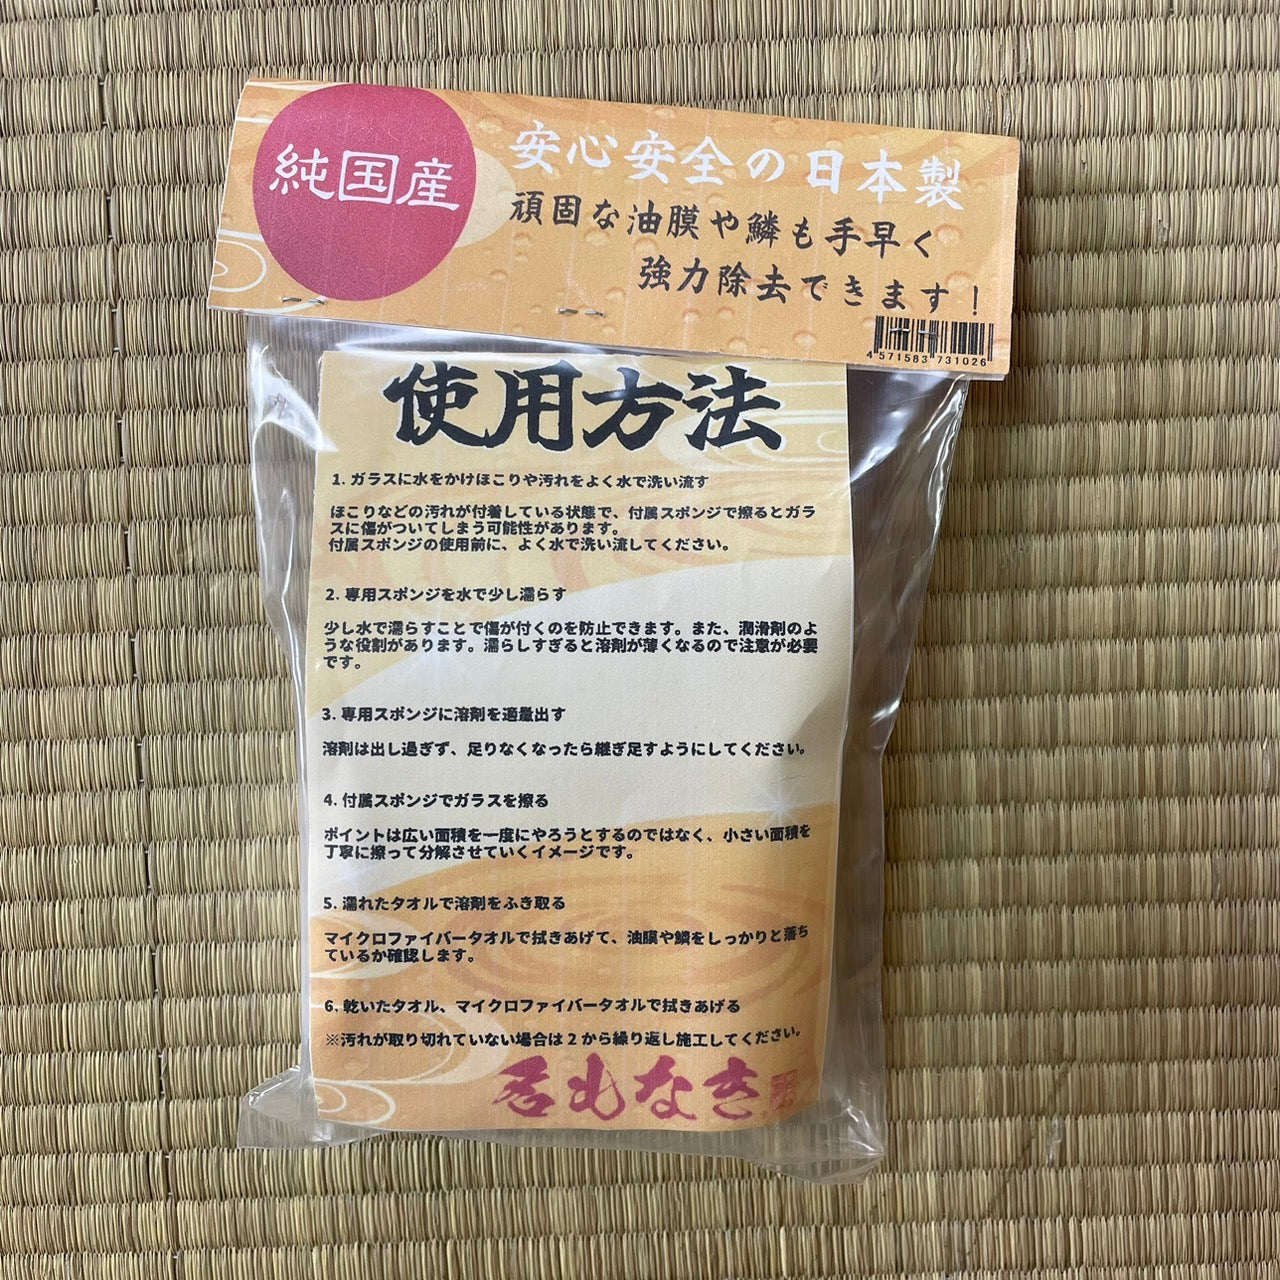 純国産
安心安全の日本製
頑固な油膜や鱗も手早く
強力除去できます！
4 571583 731026
使用方法
1. ガラスに水をかけほこりや汚れをよく水で洗い流す
ほこりなどの汚れが付着している状態で、付属スポンジで擦るとガラ
スに傷がついてしまう可能性があります。
付属スポンジの使用前に、よく水で洗い流してください。
2. 専用スポンジを水で少し濡らす
少し水で濡らすことで傷が付くのを防止できます。また、潤滑剤のよ
うな役割があります。濡らしすぎると溶剤が薄くなるので注意が必要
です。
3. 専用スポンジに溶剤を適量出す
溶剤は出し過ぎず、足りなくなったら継ぎ足すようにしてください。
4. 付属スポンジでガラスを擦る
ポイントは広い面積を一度にやろうとするのではなく、小さい面積を
丁寧に擦って分解させていくイメージです。
5. 濡れたタオルで溶剤をふき取る
マイクロファイバータオルで拭きあげて、油膜や鱗をしっかりと落ち
ているか確認します。
6. 乾いたタオル、マイクロファイバータオルで拭きあげる
※汚れが取り切れていない場合は2から繰り返し施工してください。
名もなき